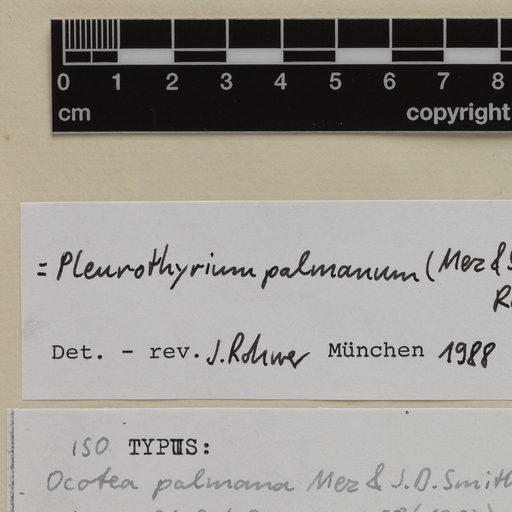 0 1 2 3 4 5 6 7 8
cm copyright
= Pleurothyrium palmanum (Mez &
Det. - rev. J. Rohwer München 1988
ISO TYPUS:
Ocotea palmana Mez & J.D. Smith